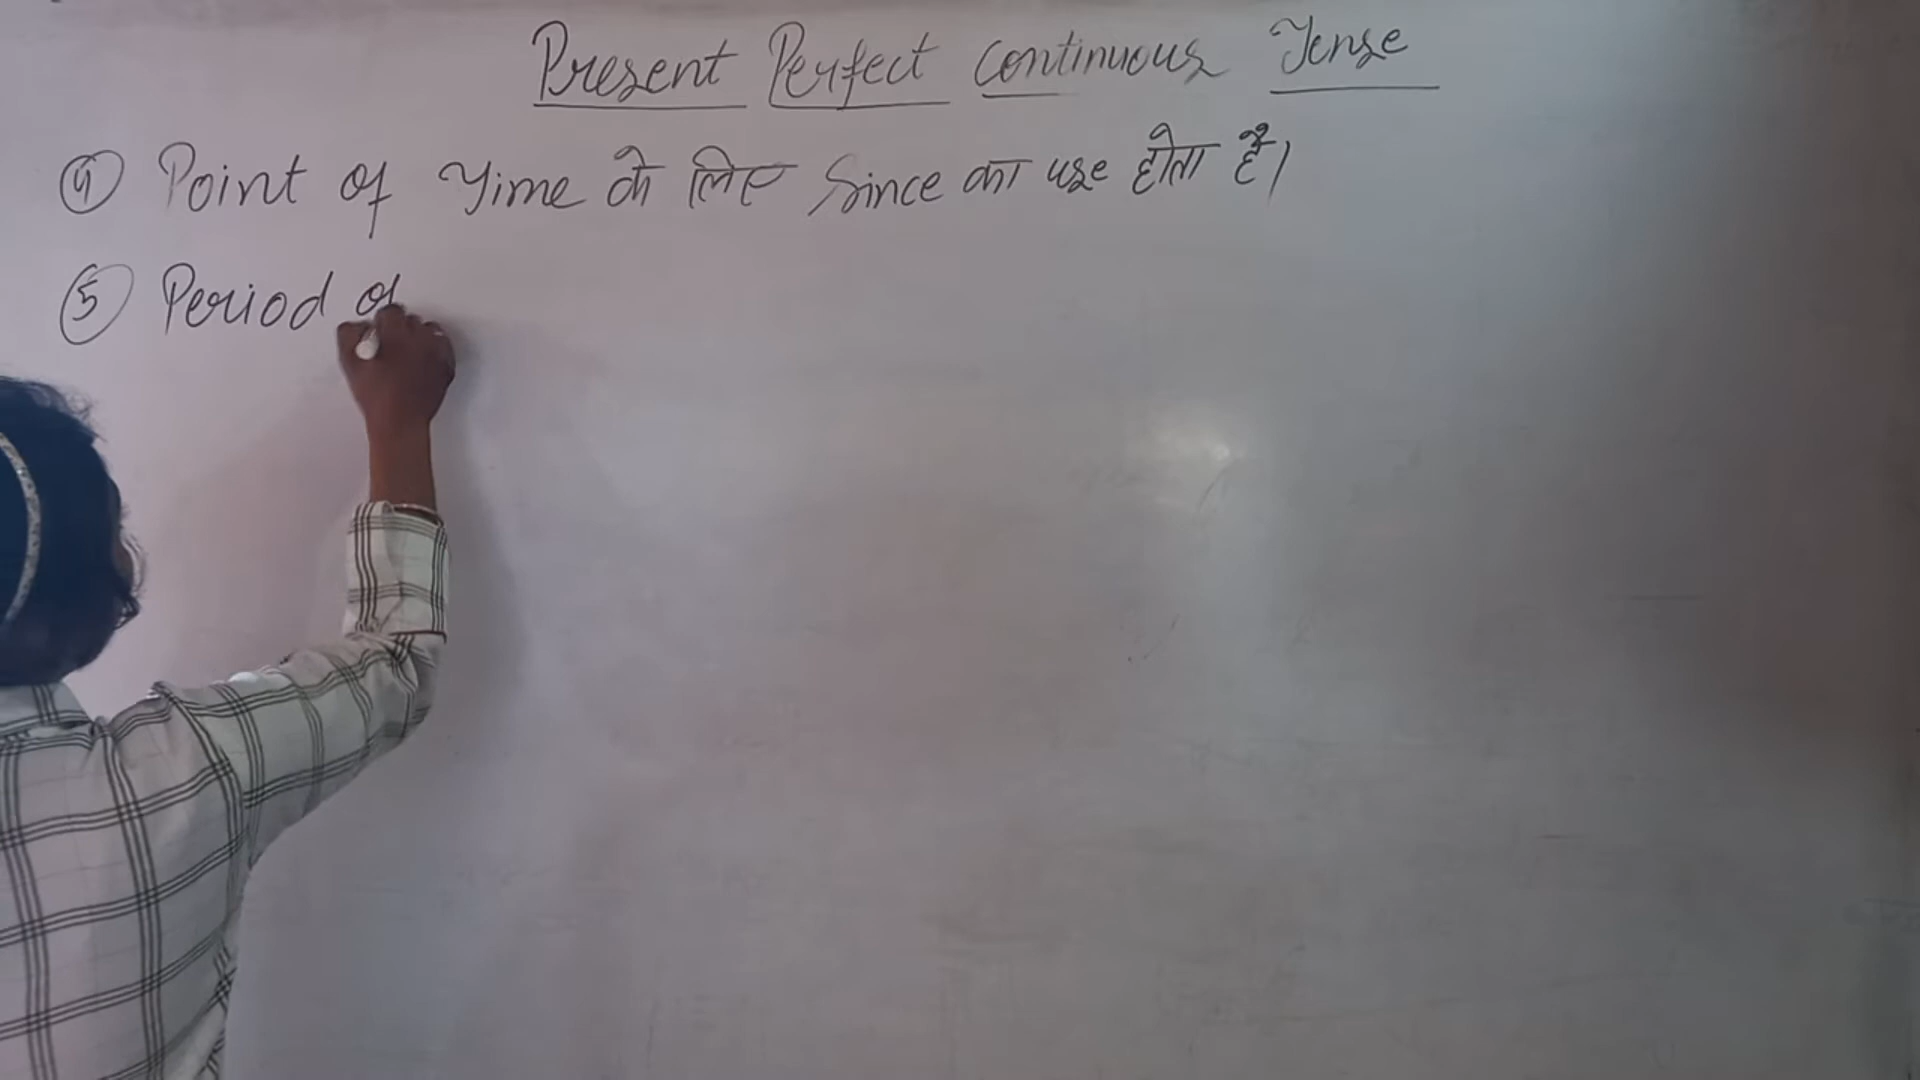 Present Perfect Continuous Tense
④ Point of Time के लिए Since का use होता है।
⑤ Period of